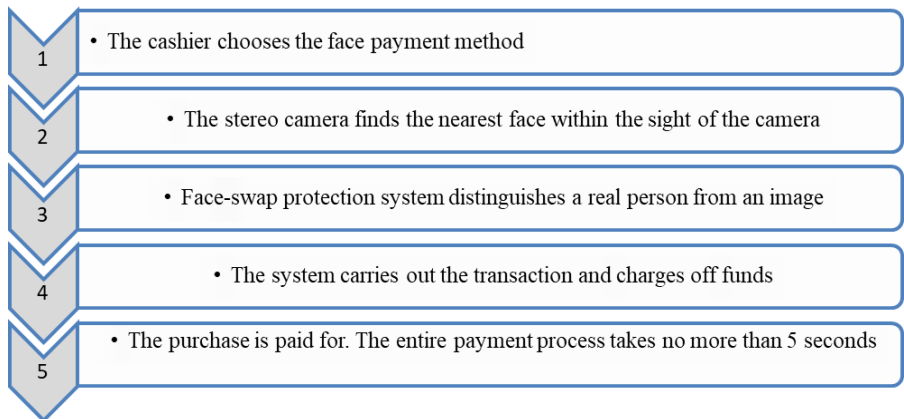 1
• The cashier chooses the face payment method
2
• The stereo camera finds the nearest face within the sight of the camera
3
• Face-swap protection system distinguishes a real person from an image
4
• The system carries out the transaction and charges off funds
5
• The purchase is paid for. The entire payment process takes no more than 5 seconds